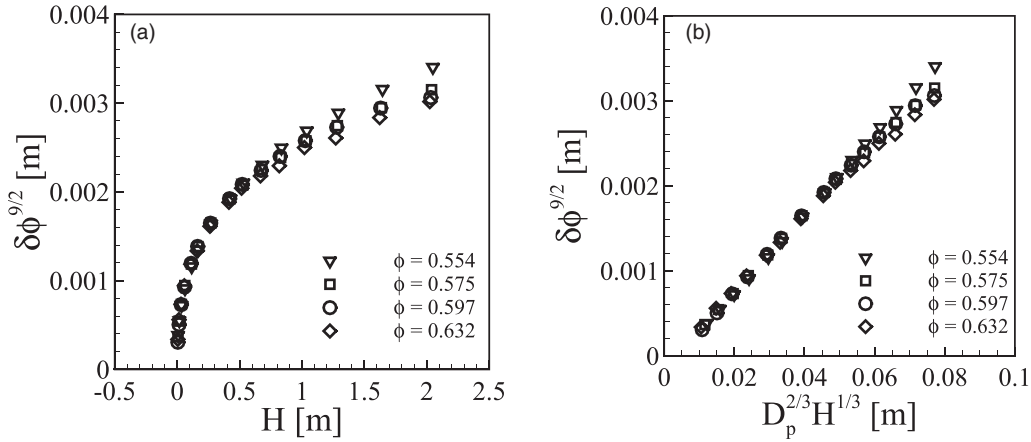 (a)
0.004
0.003
0.002
0.001
0
δϕ^9/2 [m]
ϕ = 0.554
ϕ = 0.575
ϕ = 0.597
ϕ = 0.632
-0.5 0 0.5 1 1.5 2 2.5
H [m]
(b)
0.004
0.003
0.002
0.001
0
δϕ^9/2 [m]
ϕ = 0.554
ϕ = 0.575
ϕ = 0.597
ϕ = 0.632
0 0.02 0.04 0.06 0.08 0.1
D_p^2/3 H^1/3 [m]